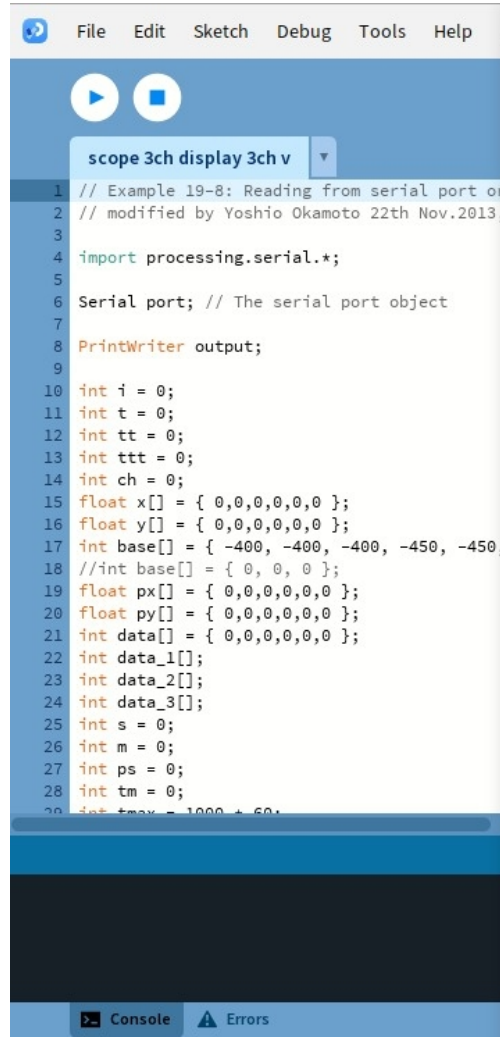 File Edit Sketch Debug Tools Help
scope 3ch display 3ch v
1 // Example 19-8: Reading from serial port or
2 // modified by Yoshio Okamoto 22th Nov.2013
3
4 import processing.serial.*;
5
6 Serial port; // The serial port object
7
8 PrintWriter output;
9
10 int i = 0;
11 int t = 0;
12 int tt = 0;
13 int ttt = 0;
14 int ch = 0;
15 float x[] = { 0,0,0,0,0,0 };
16 float y[] = { 0,0,0,0,0,0 };
17 int base[] = { -400, -400, -400, -450, -450,
18 //int base[] = { 0, 0, 0 };
19 float px[] = { 0,0,0,0,0,0 };
20 float py[] = { 0,0,0,0,0,0 };
21 int data[] = { 0,0,0,0,0,0 };
22 int data_1[];
23 int data_2[];
24 int data_3[];
25 int s = 0;
26 int m = 0;
27 int ps = 0;
28 int tm = 0;
29 int tmax = 1000 * 60;
Console Errors